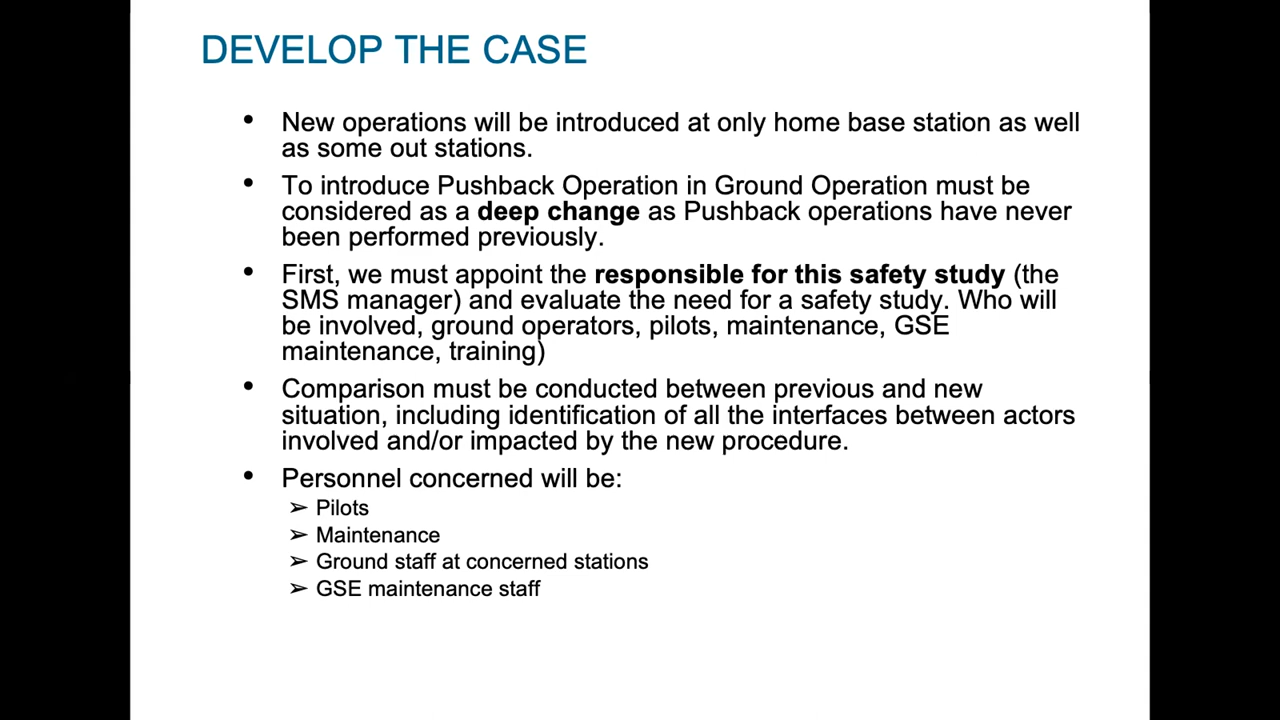 DEVELOP THE CASE
• New operations will be introduced at only home base station as well
as some out stations.
• To introduce Pushback Operation in Ground Operation must be
considered as a deep change as Pushback operations have never
been performed previously.
• First, we must appoint the responsible for this safety study (the
SMS manager) and evaluate the need for a safety study. Who will
be involved, ground operators, pilots, maintenance, GSE
maintenance, training)
• Comparison must be conducted between previous and new
situation, including identification of all the interfaces between actors
involved and/or impacted by the new procedure.
• Personnel concerned will be:
➢ Pilots
➢ Maintenance
➢ Ground staff at concerned stations
➢ GSE maintenance staff